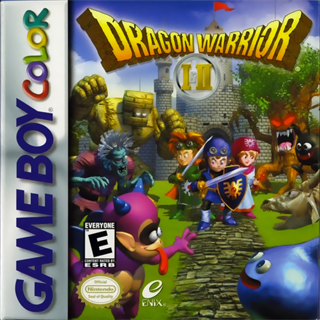 GAME BOY COLOR
DRAGON WARRIOR
I·II
EVERYONE
E
CONTENT RATED BY
ESRB
Official
Nintendo
Seal of Quality
ENIX